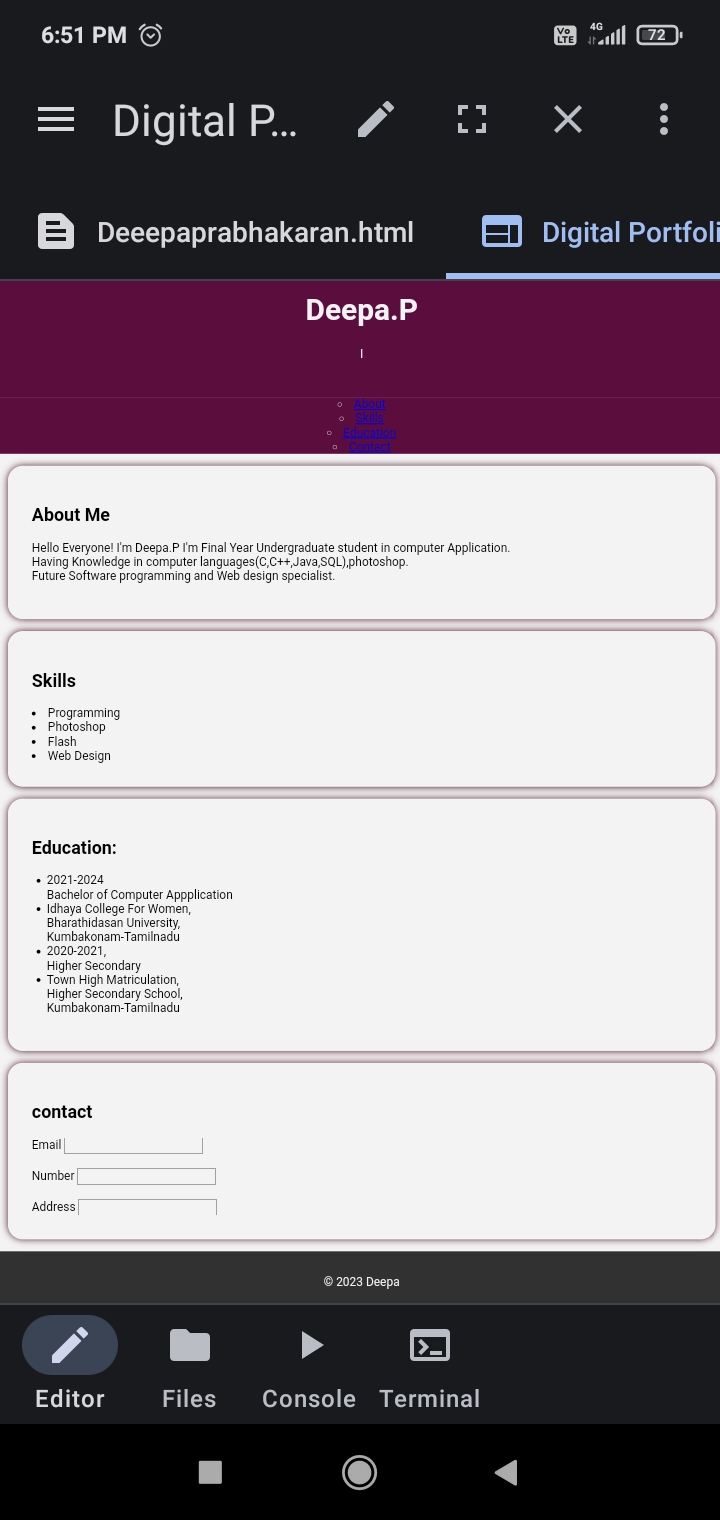 6:51 PM
Vo LTE 4G 72
Digital P...
Deeepaprabhakaran.html
Digital Portfoli
Deepa.P
I
About
Skills
Education
Contact
About Me
Hello Everyone! I'm Deepa.P I'm Final Year Undergraduate student in computer Application.
Having Knowledge in computer languages(C,C++,Java,SQL),photoshop.
Future Software programming and Web design specialist.
Skills
Programming
Photoshop
Flash
Web Design
Education:
2021-2024
Bachelor of Computer Appplication
Idhaya College For Women,
Bharathidasan University,
Kumbakonam-Tamilnadu
2020-2021,
Higher Secondary
Town High Matriculation,
Higher Secondary School,
Kumbakonam-Tamilnadu
contact
Email
Number
Address
© 2023 Deepa
Editor Files Console Terminal